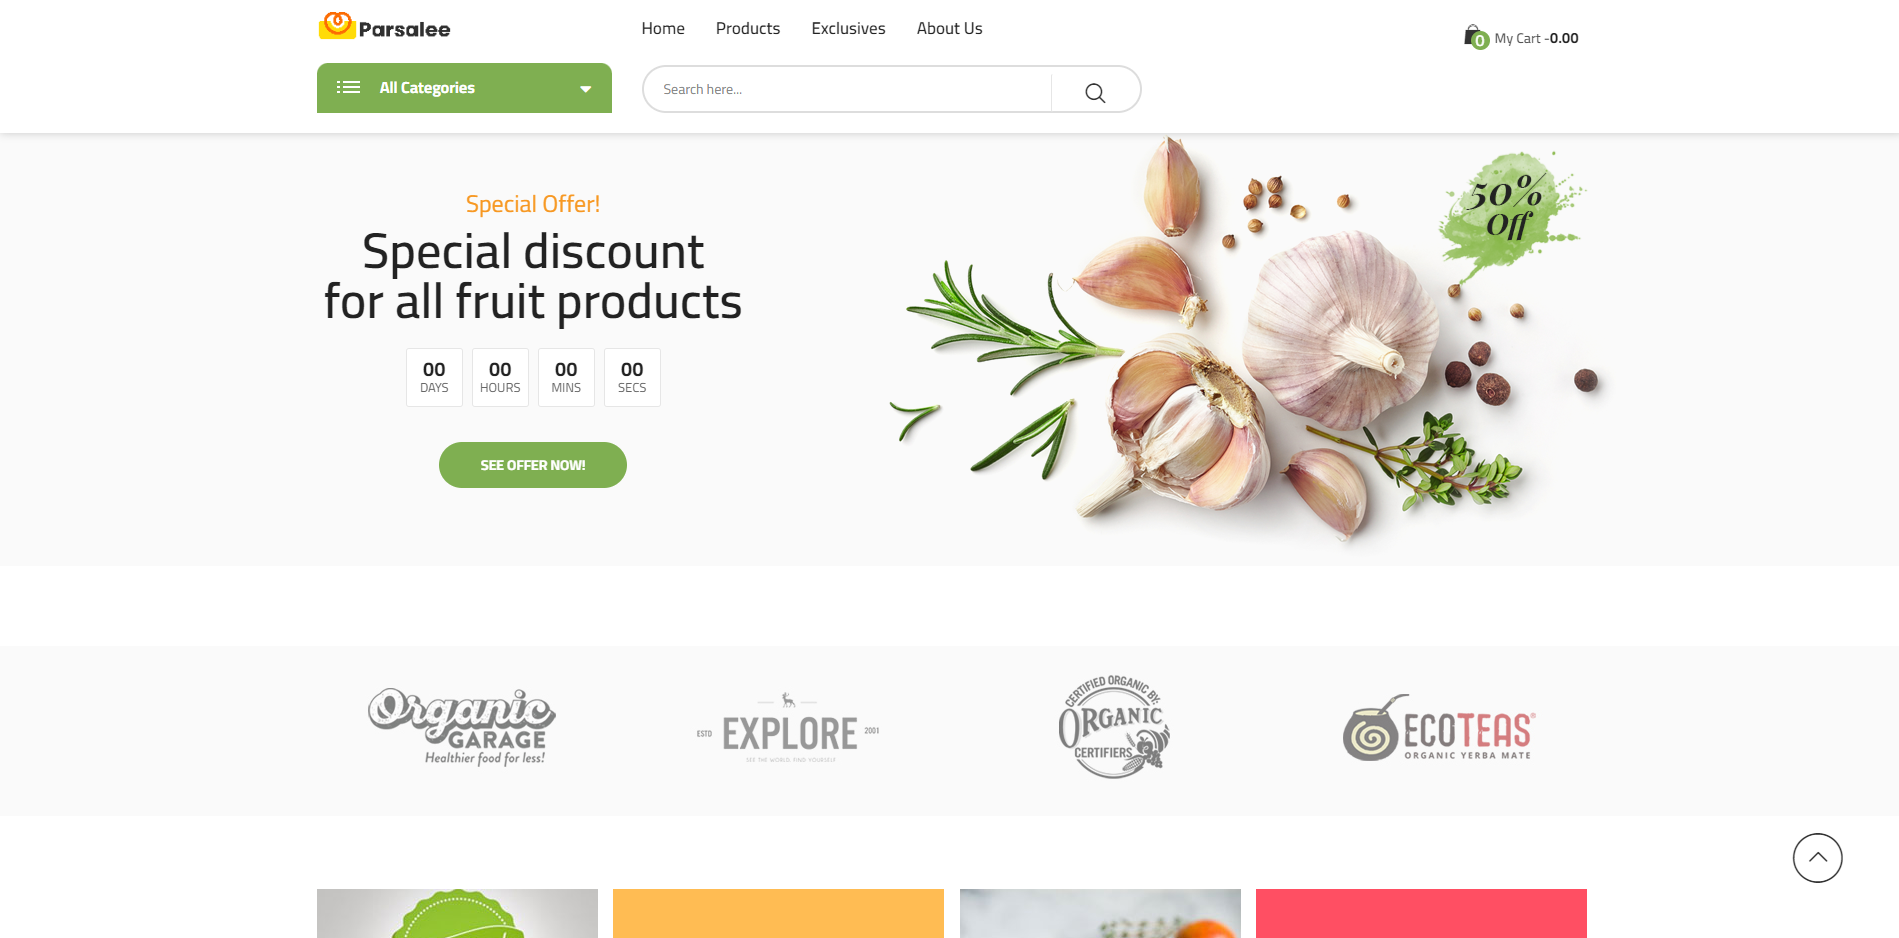 Parsalee
Home Products Exclusives About Us
0 My Cart -0.00
All Categories
Search here...
50%
Off
Special Offer!
Special discount
for all fruit products
00 00 00 00
DAYS HOURS MINS SECS
SEE OFFER NOW!
Organic
GARAGE
Healthier food for less!
ESTD EXPLORE 2001
SEE THE WORLD. FIND YOURSELF
CERTIFIED ORGANIC BY:
ORGANIC
CERTIFIERS
ECOTEAS®
ORGANIC YERBA MATE